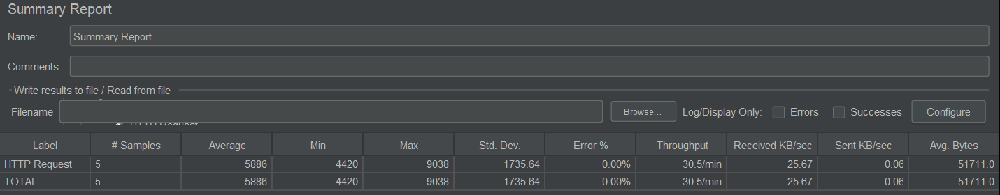 Summary Report
Name: Summary Report
Comments:
Write results to file / Read from file
Filename Browse... Log/Display Only: Errors Successes Configure
Label # Samples Average Min Max Std. Dev. Error % Throughput Received KB/sec Sent KB/sec Avg. Bytes
HTTP Request 5 5886 4420 9038 1735.64 0.00% 30.5/min 25.67 0.06 51711.0
TOTAL 5 5886 4420 9038 1735.64 0.00% 30.5/min 25.67 0.06 51711.0